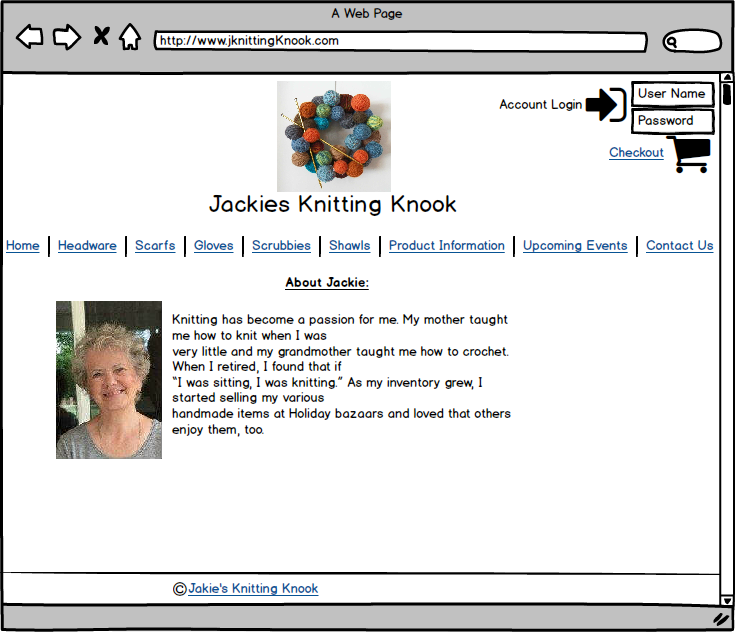 A Web Page
http://www.jknittingKnook.com
Account Login
User Name
Password
Checkout
Jackies Knitting Knook
Home Headware Scarfs Gloves Scrubbies Shawls Product Information Upcoming Events Contact Us
About Jackie:
Knitting has become a passion for me. My mother taught
me how to knit when I was
very little and my grandmother taught me how to crochet.
When I retired, I found that if
“I was sitting, I was knitting.” As my inventory grew, I
started selling my various
handmade items at Holiday bazaars and loved that others
enjoy them, too.
©Jakie's Knitting Knook